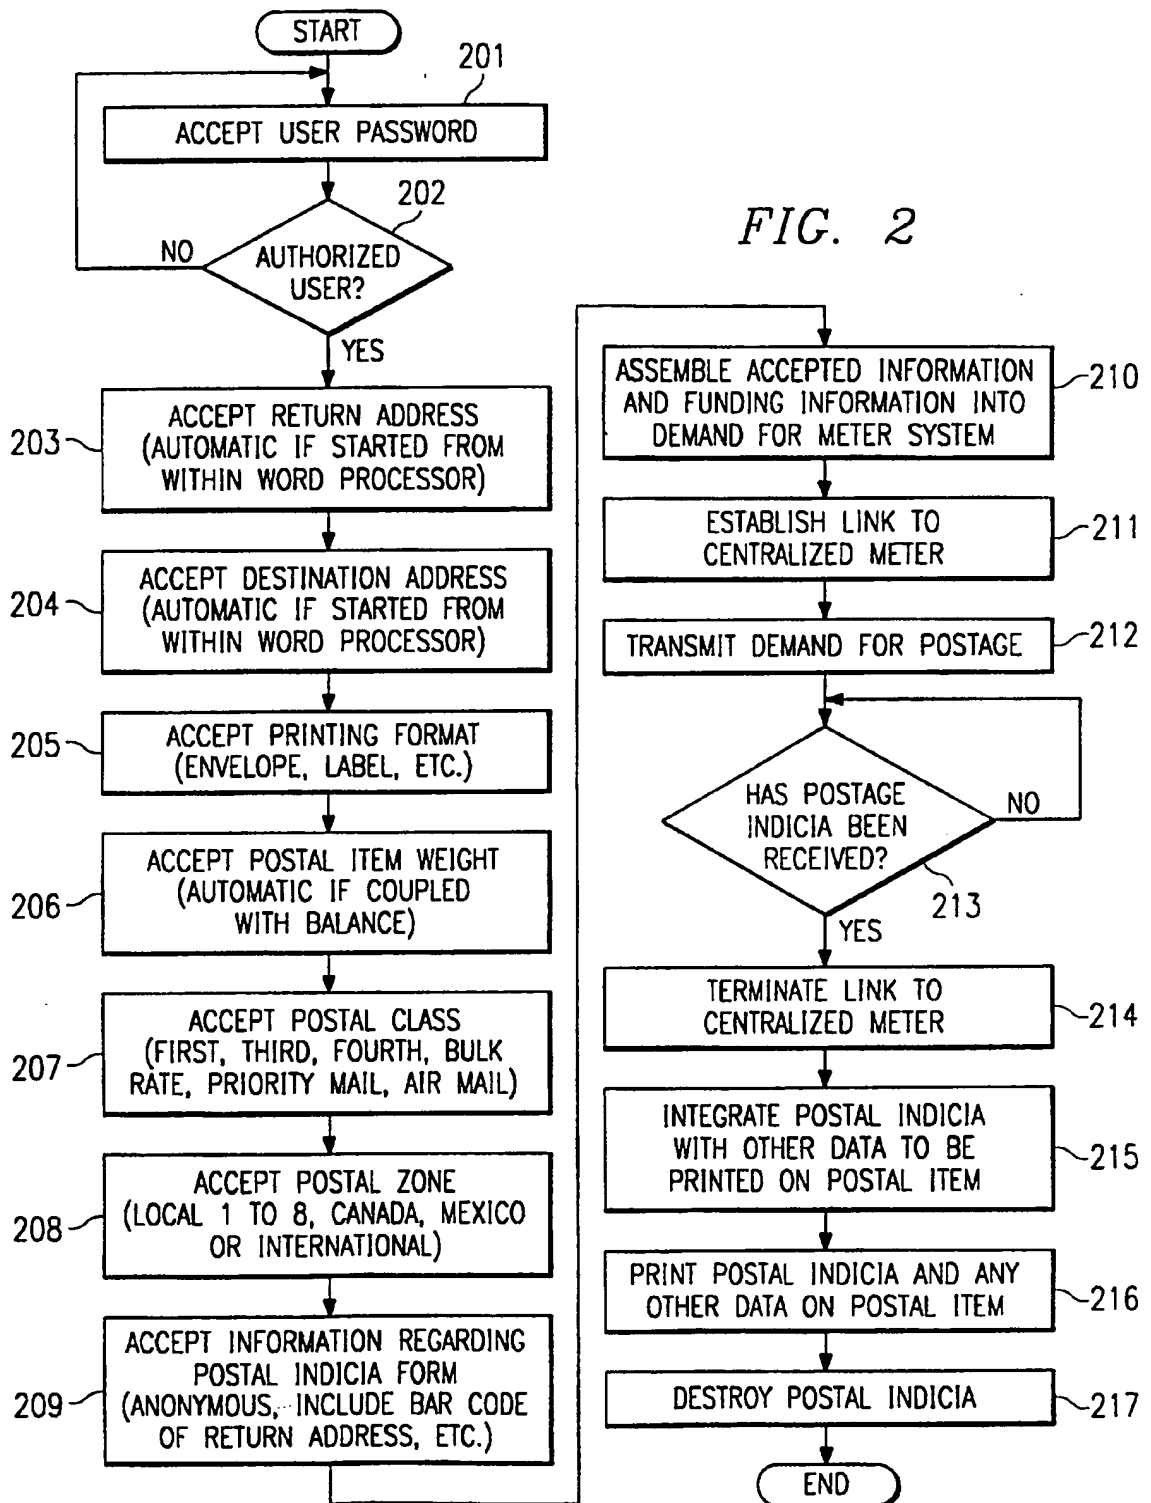 START
201
ACCEPT USER PASSWORD
202
AUTHORIZED
USER?
NO
YES
203
ACCEPT RETURN ADDRESS
(AUTOMATIC IF STARTED FROM
WITHIN WORD PROCESSOR)
204
ACCEPT DESTINATION ADDRESS
(AUTOMATIC IF STARTED FROM
WITHIN WORD PROCESSOR)
205
ACCEPT PRINTING FORMAT
(ENVELOPE, LABEL, ETC.)
206
ACCEPT POSTAL ITEM WEIGHT
(AUTOMATIC IF COUPLED
WITH BALANCE)
207
ACCEPT POSTAL CLASS
(FIRST, THIRD, FOURTH, BULK
RATE, PRIORITY MAIL, AIR MAIL)
208
ACCEPT POSTAL ZONE
(LOCAL 1 TO 8, CANADA, MEXICO
OR INTERNATIONAL)
209
ACCEPT INFORMATION REGARDING
POSTAL INDICIA FORM
(ANONYMOUS, INCLUDE BAR CODE
OF RETURN ADDRESS, ETC.)
FIG. 2
ASSEMBLE ACCEPTED INFORMATION
AND FUNDING INFORMATION INTO
DEMAND FOR METER SYSTEM
210
ESTABLISH LINK TO
CENTRALIZED METER
211
TRANSMIT DEMAND FOR POSTAGE
212
HAS POSTAGE
INDICIA BEEN
RECEIVED?
NO
213
YES
TERMINATE LINK TO
CENTRALIZED METER
214
INTEGRATE POSTAL INDICIA
WITH OTHER DATA TO BE
PRINTED ON POSTAL ITEM
215
PRINT POSTAL INDICIA AND ANY
OTHER DATA ON POSTAL ITEM
216
DESTROY POSTAL INDICIA
217
END